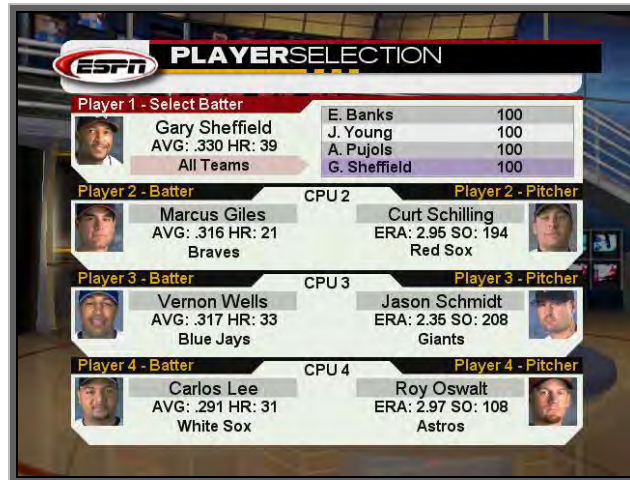 ESPN
PLAYERSELECTION
Player 1 - Select Batter
Gary Sheffield
AVG: .330 HR: 39
All Teams
E. Banks 100
J. Young 100
A. Pujols 100
G. Sheffield 100
Player 2 - Batter
CPU 2
Player 2 - Pitcher
Marcus Giles
AVG: .316 HR: 21
Braves
Curt Schilling
ERA: 2.95 SO: 194
Red Sox
Player 3 - Batter
CPU 3
Player 3 - Pitcher
Vernon Wells
AVG: .317 HR: 33
Blue Jays
Jason Schmidt
ERA: 2.35 SO: 208
Giants
Player 4 - Batter
CPU 4
Player 4 - Pitcher
Carlos Lee
AVG: .291 HR: 31
White Sox
Roy Oswalt
ERA: 2.97 SO: 108
Astros